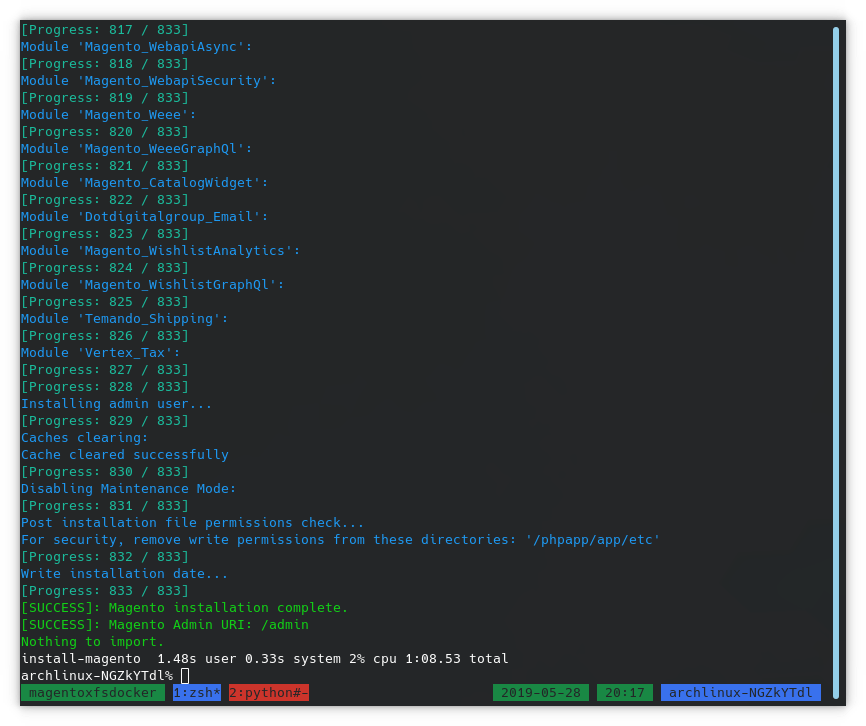 [Progress: 817 / 833]
Module 'Magento_WebapiAsync':
[Progress: 818 / 833]
Module 'Magento_WebapiSecurity':
[Progress: 819 / 833]
Module 'Magento_Weee':
[Progress: 820 / 833]
Module 'Magento_WeeeGraphQl':
[Progress: 821 / 833]
Module 'Magento_CatalogWidget':
[Progress: 822 / 833]
Module 'Dotdigitalgroup_Email':
[Progress: 823 / 833]
Module 'Magento_WishlistAnalytics':
[Progress: 824 / 833]
Module 'Magento_WishlistGraphQl':
[Progress: 825 / 833]
Module 'Temando_Shipping':
[Progress: 826 / 833]
Module 'Vertex_Tax':
[Progress: 827 / 833]
[Progress: 828 / 833]
Installing admin user...
[Progress: 829 / 833]
Caches clearing:
Cache cleared successfully
[Progress: 830 / 833]
Disabling Maintenance Mode:
[Progress: 831 / 833]
Post installation file permissions check...
For security, remove write permissions from these directories: '/phpapp/app/etc'
[Progress: 832 / 833]
Write installation date...
[Progress: 833 / 833]
[SUCCESS]: Magento installation complete.
[SUCCESS]: Magento Admin URI: /admin
Nothing to import.
install-magento  1.48s user 0.33s system 2% cpu 1:08.53 total
archlinux-NGZkYTdl%
magentoxfsdocker 1:zsh* 2:python#- 2019-05-28 20:17 archlinux-NGZkYTdl